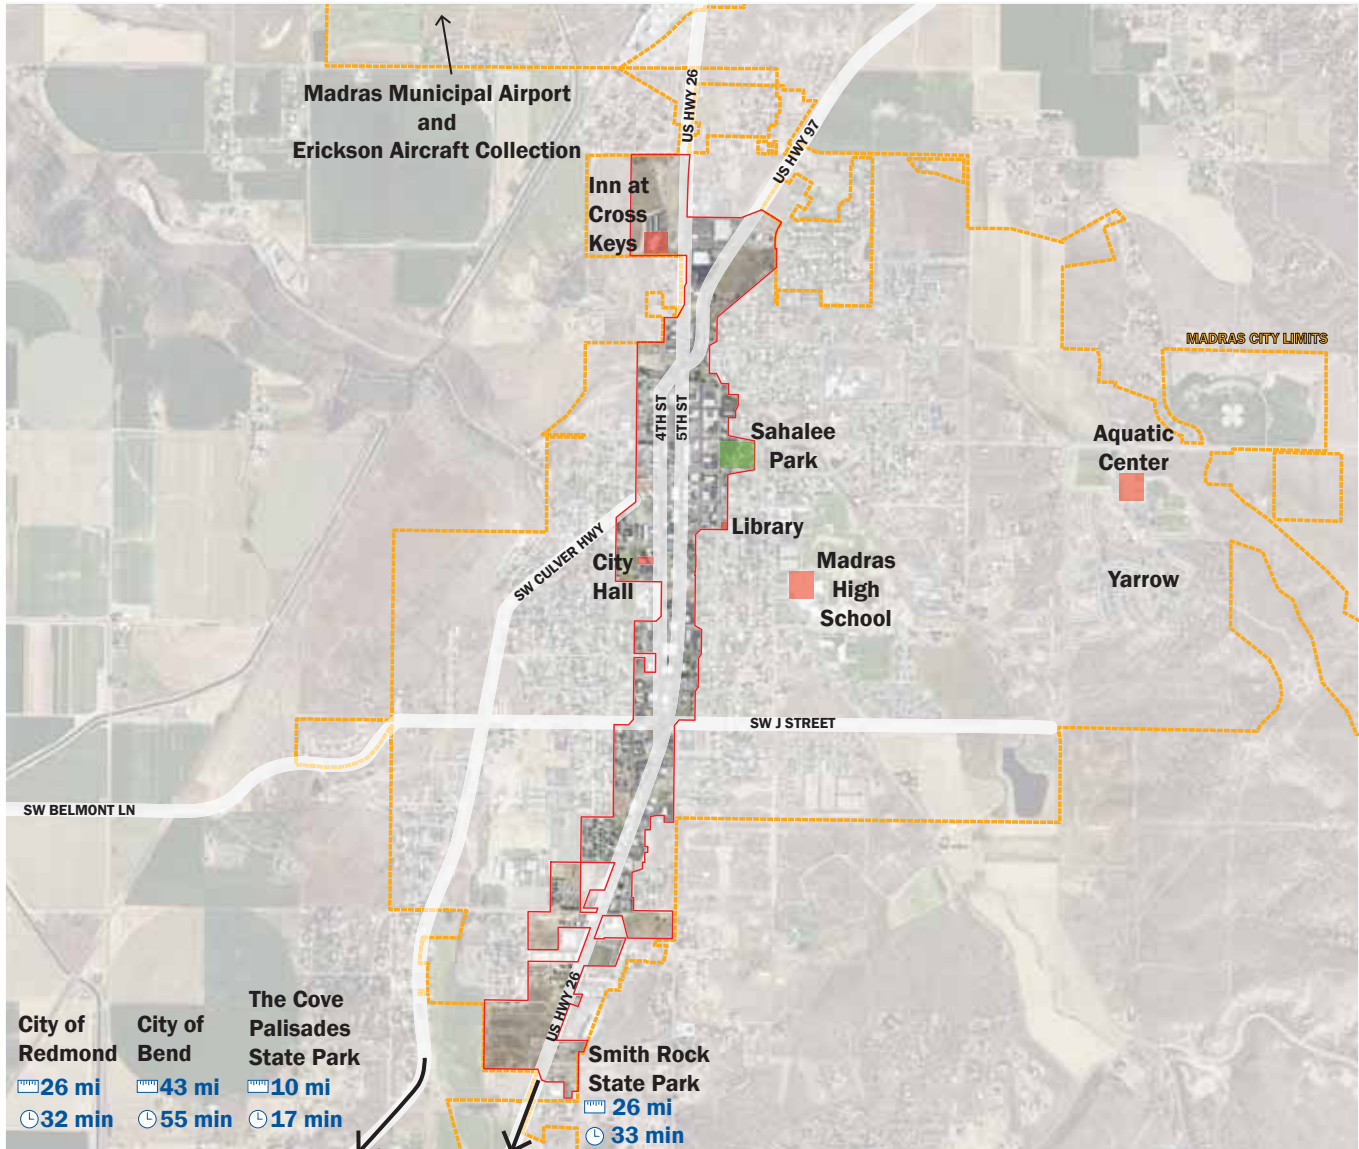 Madras Municipal Airport
and
Erickson Aircraft Collection
US HWY 26
US HWY 97
Inn at
Cross
Keys
MADRAS CITY LIMITS
4TH ST
5TH ST
Sahalee
Park
Aquatic
Center
Library
SW CULVER HWY
City
Hall
Madras
High
School
Yarrow
SW J STREET
SW BELMONT LN
US HWY 26
City of
Redmond
26 mi
32 min
City of
Bend
43 mi
55 min
The Cove
Palisades
State Park
10 mi
17 min
Smith Rock
State Park
26 mi
33 min